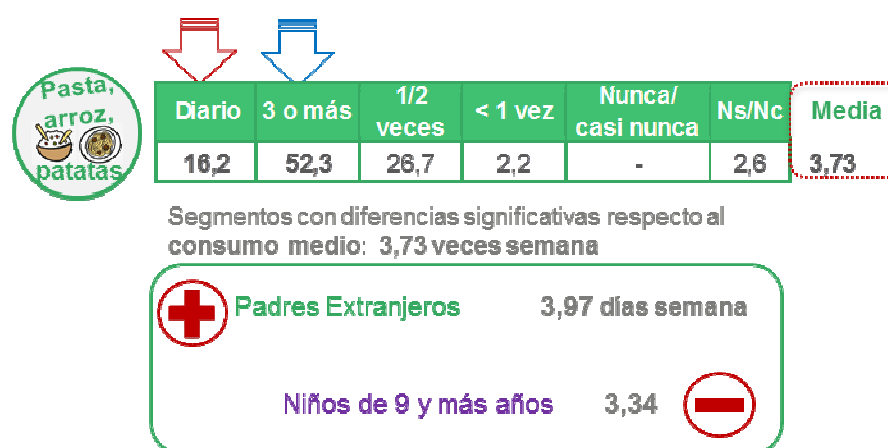 Pasta,
arroz,
patatas
Diario 3 o más 1/2 veces < 1 vez Nunca/ casi nunca Ns/Nc Media
16,2 52,3 26,7 2,2 - 2,6 3,73
Segmentos con diferencias significativas respecto al
consumo medio: 3,73 veces semana
Padres Extranjeros 3,97 días semana
Niños de 9 y más años 3,34